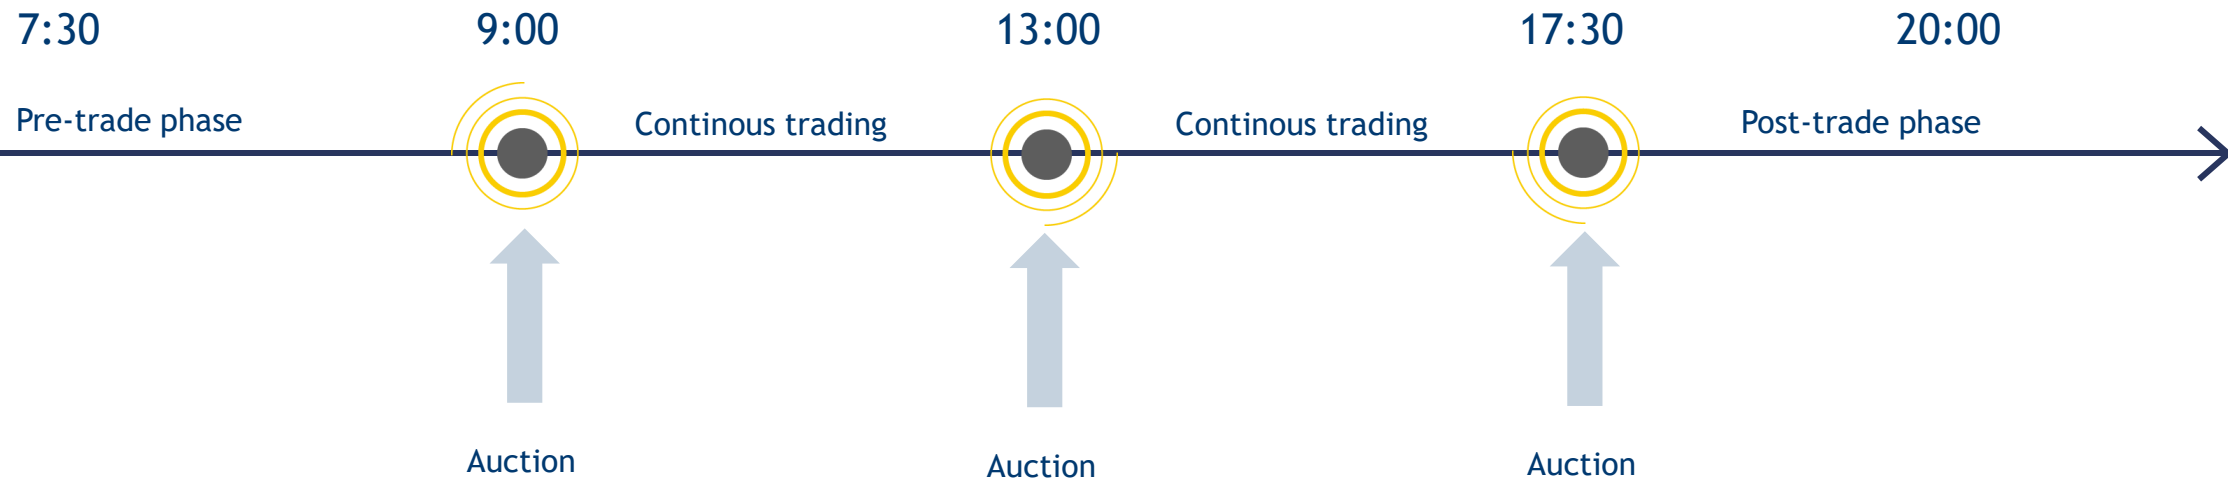 7:30
9:00
13:00
17:30
20:00
Pre-trade phase
Continous trading
Continous trading
Post-trade phase
Auction
Auction
Auction